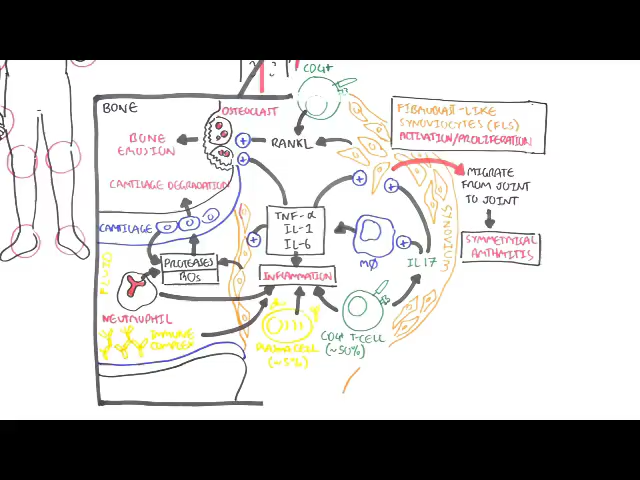 CD4+
BONE
OSTEOCLAST
FIBROBLAST-LIKE
SYNOVIOCYTES (FLS)
ACTIVATION/PROLIFERATION
BONE
EROSION
RANKL
MIGRATE
FROM JOINT
TO JOINT
CARTILAGE DEGRADATION
TNF-α
IL-1
IL-6
CARTILAGE
SYNOVIUM
SYMMETRICAL
ARTHRITIS
PROTEASES
ROS
MØ
IL17
FLUID
INFLAMMATION
NEUTROPHIL
IMMUNE
COMPLEX
PLASMA CELL
(~5%)
CD4+ T-CELL
(~50%)